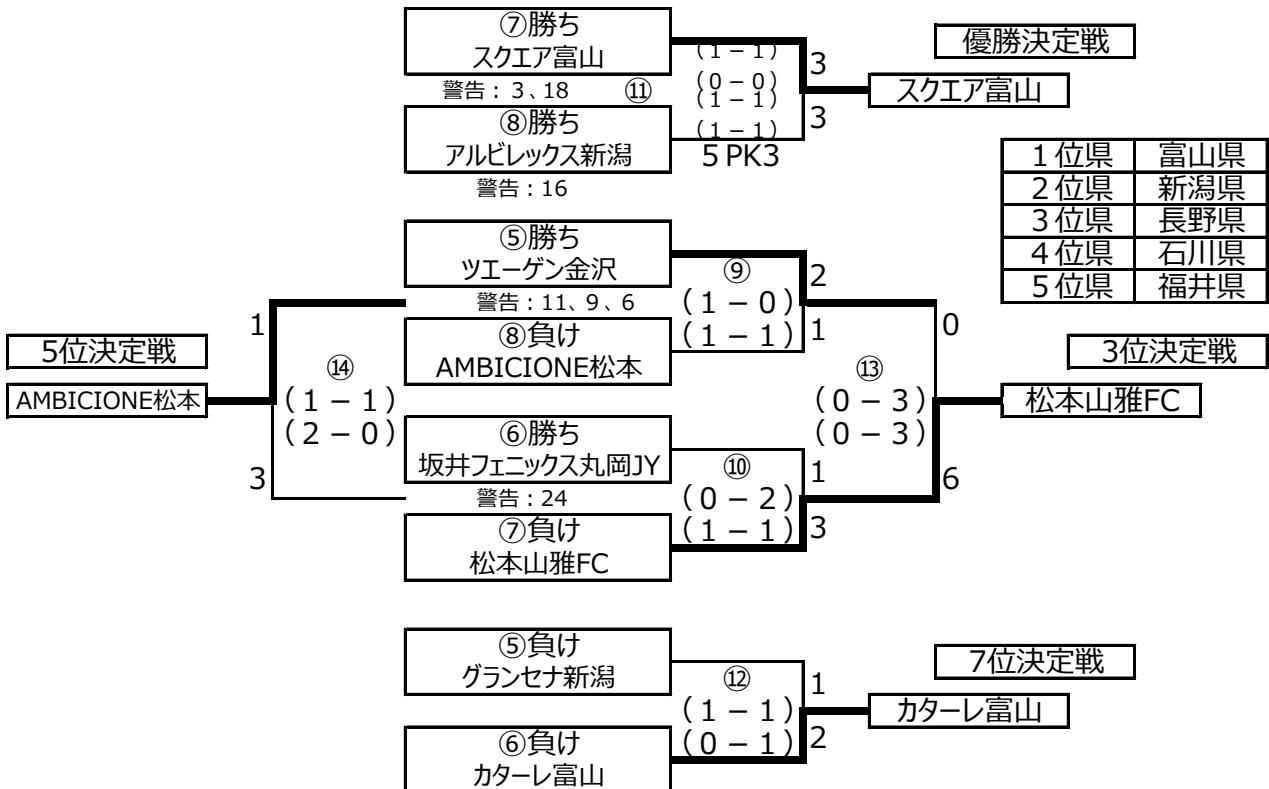 ⑦勝ち
スクエア富山
警告：3、18
⑪
⑧勝ち
アルビレックス新潟
警告：16
(1－1)
(0－0)
(1－1)
(1－1)
5 PK3
3
3
優勝決定戦
スクエア富山
1位県 富山県
2位県 新潟県
3位県 長野県
4位県 石川県
5位県 福井県
⑤勝ち
ツエーゲン金沢
警告：11、9、6
⑧負け
AMBICIONE松本
⑨
(1－0)
(1－1)
2
1
⑥勝ち
坂井フェニックス丸岡JY
警告：24
⑦負け
松本山雅FC
⑩
(0－2)
(1－1)
1
3
0
⑬
(0－3)
(0－3)
6
3位決定戦
松本山雅FC
5位決定戦
AMBICIONE松本
1
⑭
(1－1)
(2－0)
3
⑤負け
グランセナ新潟
⑥負け
カターレ富山
⑫
(1－1)
(0－1)
1
2
7位決定戦
カターレ富山